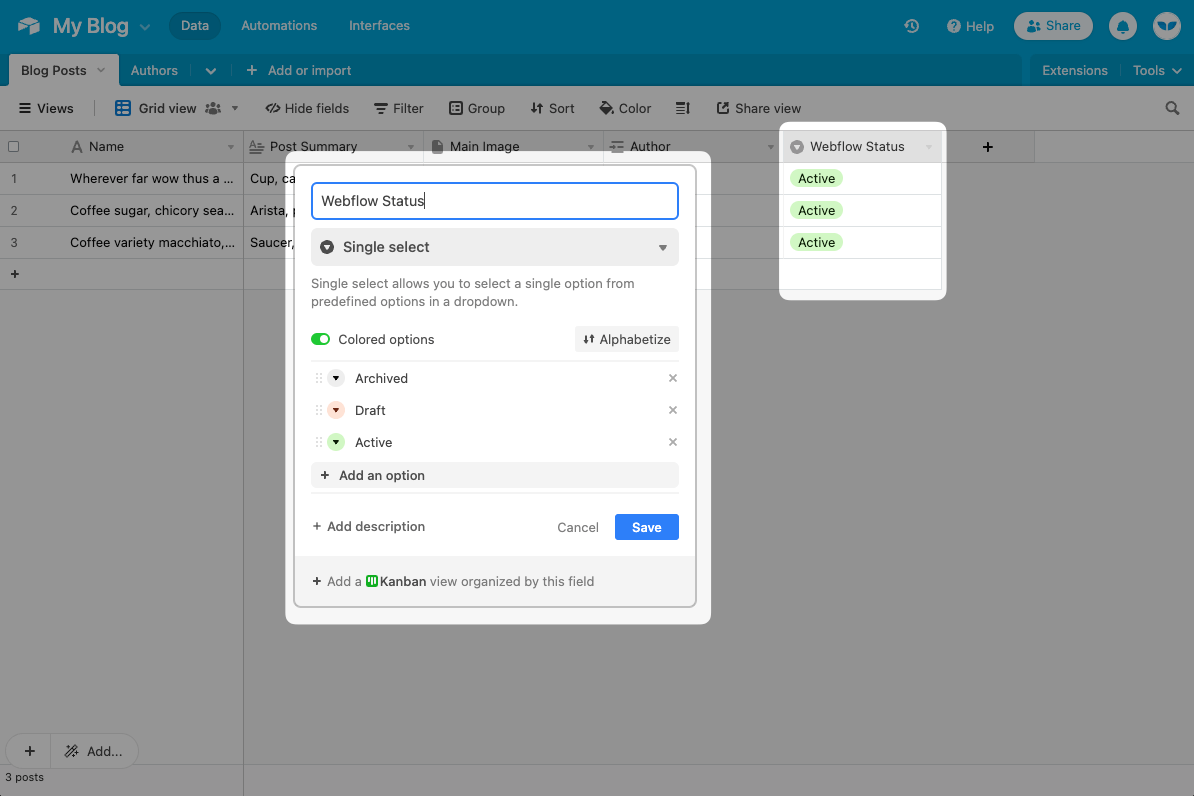 My Blog Data Automations Interfaces Help Share
Blog Posts Authors + Add or import Extensions Tools
Views Grid view Hide fields Filter Group Sort Color Share view
Name Post Summary Main Image Author Webflow Status +
1 Wherever far wow thus a ... Cup, ca Active
2 Coffee sugar, chicory sea... Arista, Active
3 Coffee variety macchiato,... Saucer, Active
+
Webflow Status
Single select
Single select allows you to select a single option from
predefined options in a dropdown.
Colored options Alphabetize
Archived
Draft
Active
+ Add an option
+ Add description Cancel Save
+ Add a Kanban view organized by this field
+ Add...
3 posts